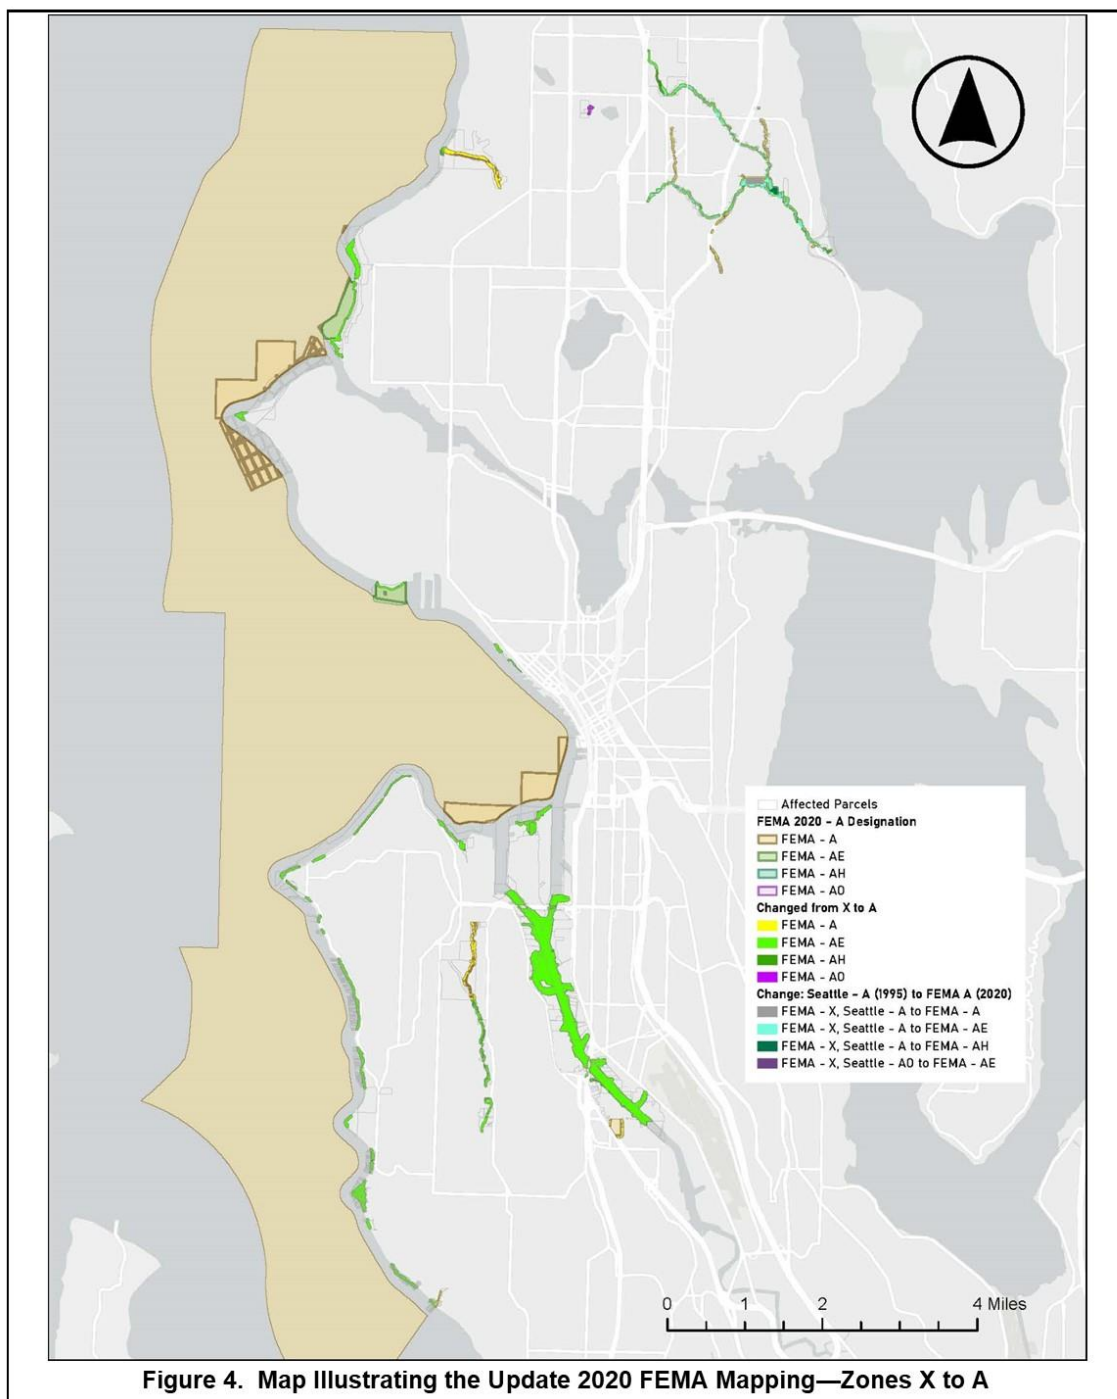 Affected Parcels
FEMA 2020 - A Designation
FEMA - A
FEMA - AE
FEMA - AH
FEMA - AO
Changed from X to A
FEMA - A
FEMA - AE
FEMA - AH
FEMA - AO
Change: Seattle - A (1995) to FEMA A (2020)
FEMA - X, Seattle - A to FEMA - A
FEMA - X, Seattle - A to FEMA - AE
FEMA - X, Seattle - A to FEMA - AH
FEMA - X, Seattle - AO to FEMA - AE
0 1 2 4 Miles
Figure 4. Map Illustrating the Update 2020 FEMA Mapping—Zones X to A